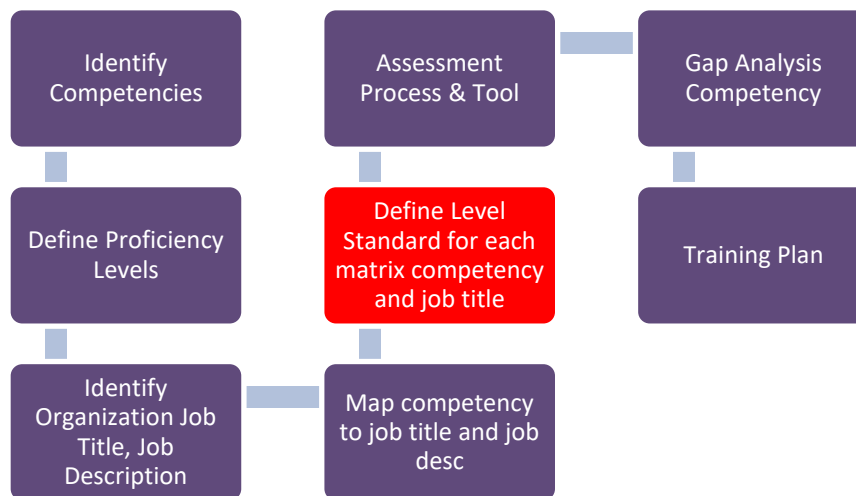 Identify
Competencies
Define Proficiency
Levels
Identify
Organization Job
Title, Job
Description
Map competency
to job title and job
desc
Define Level
Standard for each
matrix competency
and job title
Assessment
Process & Tool
Gap Analysis
Competency
Training Plan